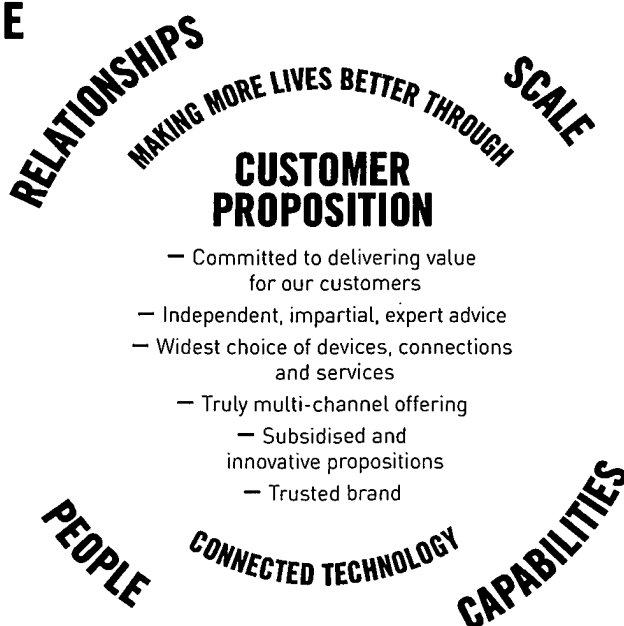 E
RELATIONSHIPS
SCALE
MAKING MORE LIVES BETTER THROUGH
CUSTOMER
PROPOSITION
— Committed to delivering value
for our customers
— Independent, impartial, expert advice
— Widest choice of devices, connections
and services
— Truly multi-channel offering
— Subsidised and
innovative propositions
— Trusted brand
CONNECTED TECHNOLOGY
PEOPLE
CAPABILITIES